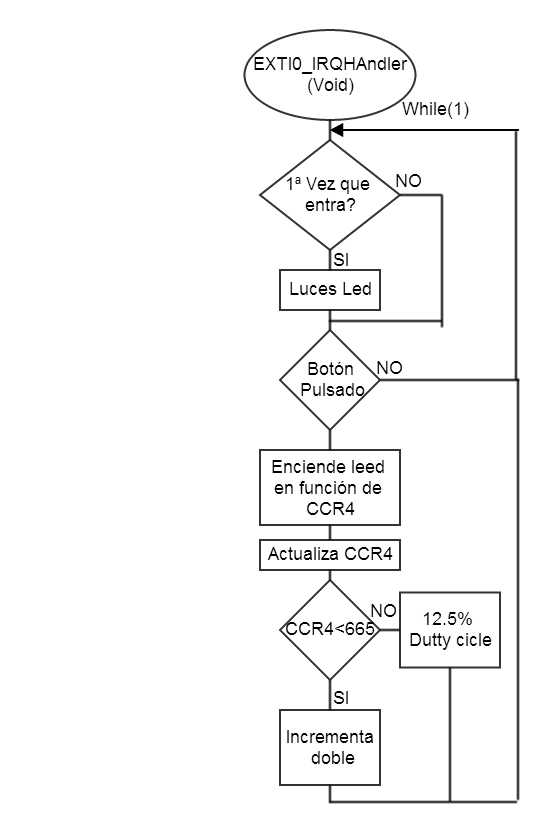 EXTI0_IRQHAndler
(Void)
While(1)
1ª Vez que
entra?
NO
SI
Luces Led
Botón
Pulsado
NO
Enciende leed
en función de
CCR4
Actualiza CCR4
CCR4<665
NO
12.5%
Dutty cicle
SI
Incrementa
doble